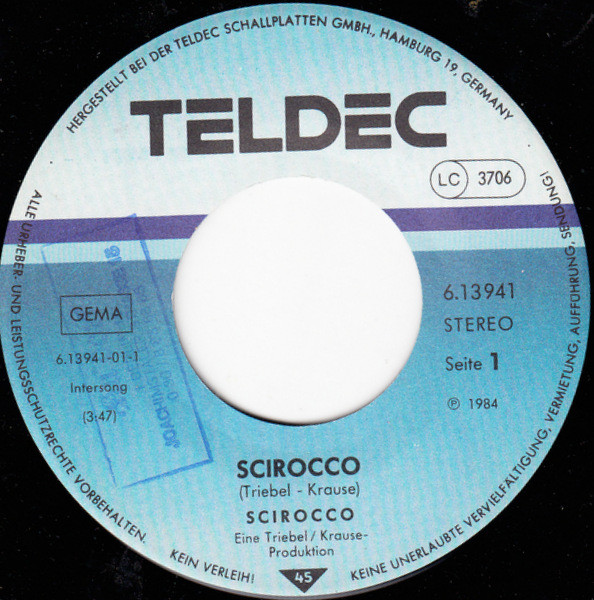 HERGESTELLT BEI DER TELDEC SCHALLPLATTEN GMBH., HAMBURG 19, GERMANY
TELDEC
LC 3706
GEMA
6.13941-01-1
Intersong
(3:47)
6.13941
STEREO
Seite 1
℗ 1984
SCIROCCO
(Triebel - Krause)
SCIROCCO
Eine Triebel / Krause-
Produktion
45
ALLE URHEBER- UND LEISTUNGSSCHUTZRECHTE VORBEHALTEN.
KEIN VERLEIH!
KEINE UNERLAUBTE VERVIELFÄLTIGUNG, VERMIETUNG, AUFFÜHRUNG, SENDUNG!
JOACHIM